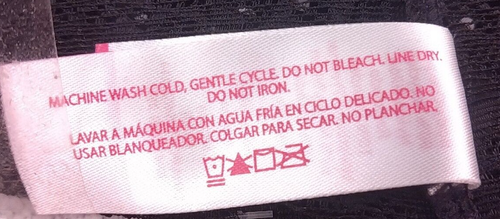 MACHINE WASH COLD, GENTLE CYCLE. DO NOT BLEACH. LINE DRY.
DO NOT IRON.
LAVAR A MÁQUINA CON AGUA FRÍA EN CICLO DELICADO. NO
USAR BLANQUEADOR. COLGAR PARA SECAR. NO PLANCHAR.